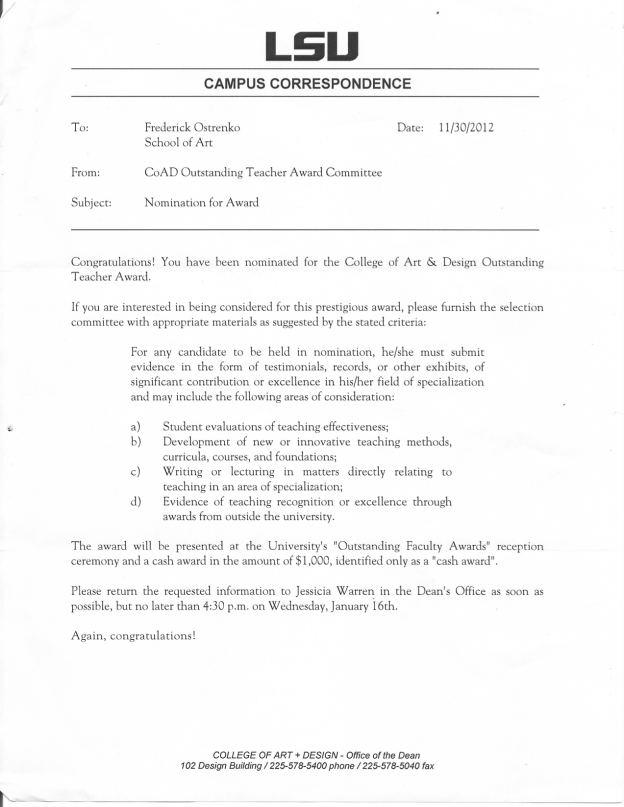 LSU
CAMPUS CORRESPONDENCE
To: Frederick Ostrenko Date: 11/30/2012
School of Art
From: CoAD Outstanding Teacher Award Committee
Subject: Nomination for Award
Congratulations! You have been nominated for the College of Art & Design Outstanding
Teacher Award.
If you are interested in being considered for this prestigious award, please furnish the selection
committee with appropriate materials as suggested by the stated criteria:
For any candidate to be held in nomination, he/she must submit
evidence in the form of testimonials, records, or other exhibits, of
significant contribution or excellence in his/her field of specialization
and may include the following areas of consideration:
a) Student evaluations of teaching effectiveness;
b) Development of new or innovative teaching methods,
curricula, courses, and foundations;
c) Writing or lecturing in matters directly relating to
teaching in an area of specialization;
d) Evidence of teaching recognition or excellence through
awards from outside the university.
The award will be presented at the University's "Outstanding Faculty Awards" reception
ceremony and a cash award in the amount of $1,000, identified only as a "cash award".
Please return the requested information to Jessicia Warren in the Dean's Office as soon as
possible, but no later than 4:30 p.m. on Wednesday, January 16th.
Again, congratulations!
COLLEGE OF ART + DESIGN - Office of the Dean
102 Design Building / 225-578-5400 phone / 225-578-5040 fax